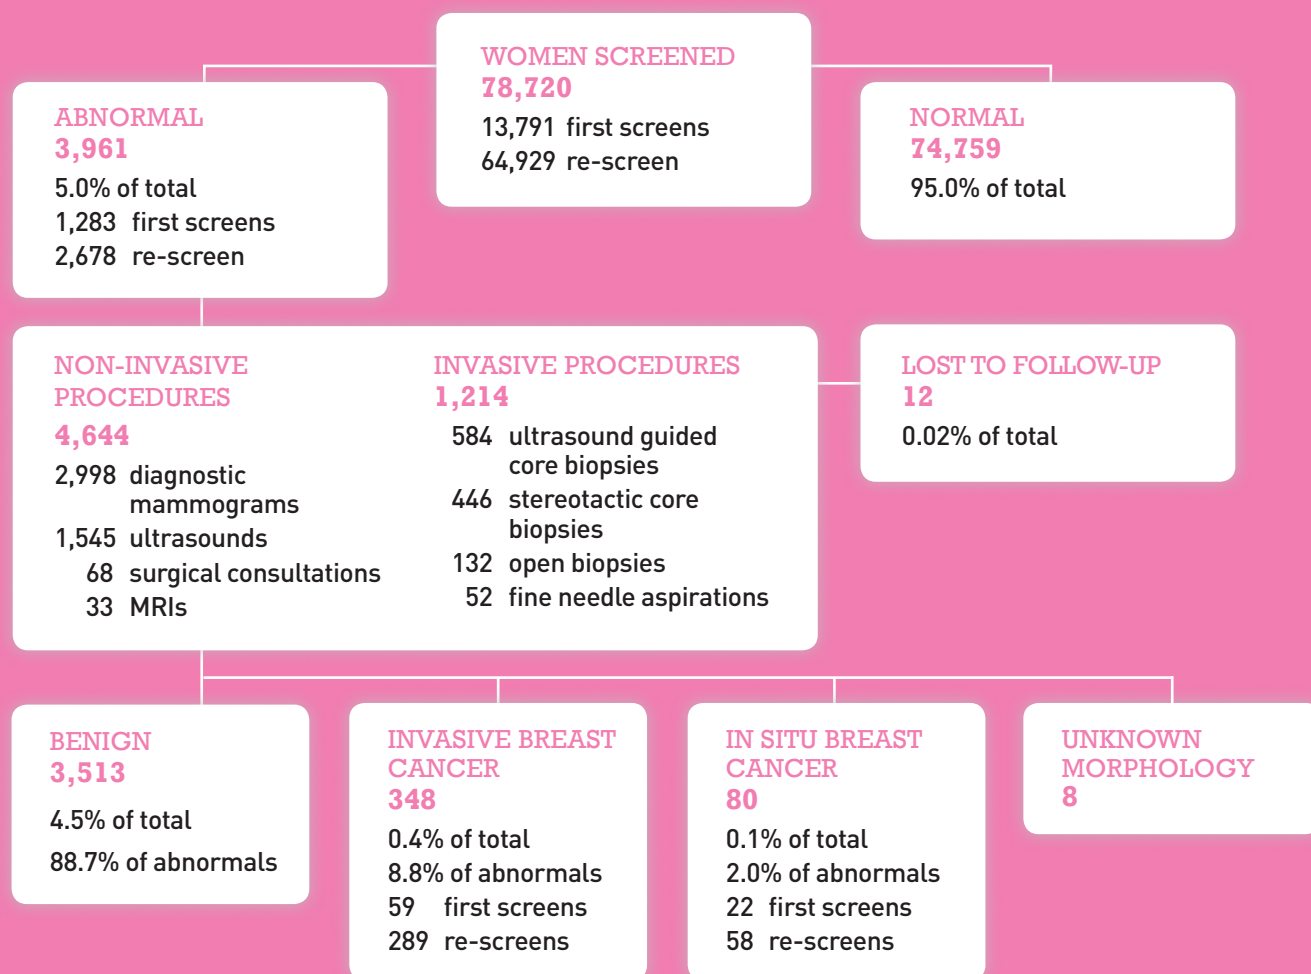 WOMEN SCREENED
78,720
13,791 first screens
64,929 re-screen
ABNORMAL
3,961
5.0% of total
1,283 first screens
2,678 re-screen
NORMAL
74,759
95.0% of total
NON-INVASIVE
PROCEDURES
4,644
2,998 diagnostic
mammograms
1,545 ultrasounds
68 surgical consultations
33 MRIs
INVASIVE PROCEDURES
1,214
584 ultrasound guided
core biopsies
446 stereotactic core
biopsies
132 open biopsies
52 fine needle aspirations
LOST TO FOLLOW-UP
12
0.02% of total
BENIGN
3,513
4.5% of total
88.7% of abnormals
INVASIVE BREAST
CANCER
348
0.4% of total
8.8% of abnormals
59 first screens
289 re-screens
IN SITU BREAST
CANCER
80
0.1% of total
2.0% of abnormals
22 first screens
58 re-screens
UNKNOWN
MORPHOLOGY
8